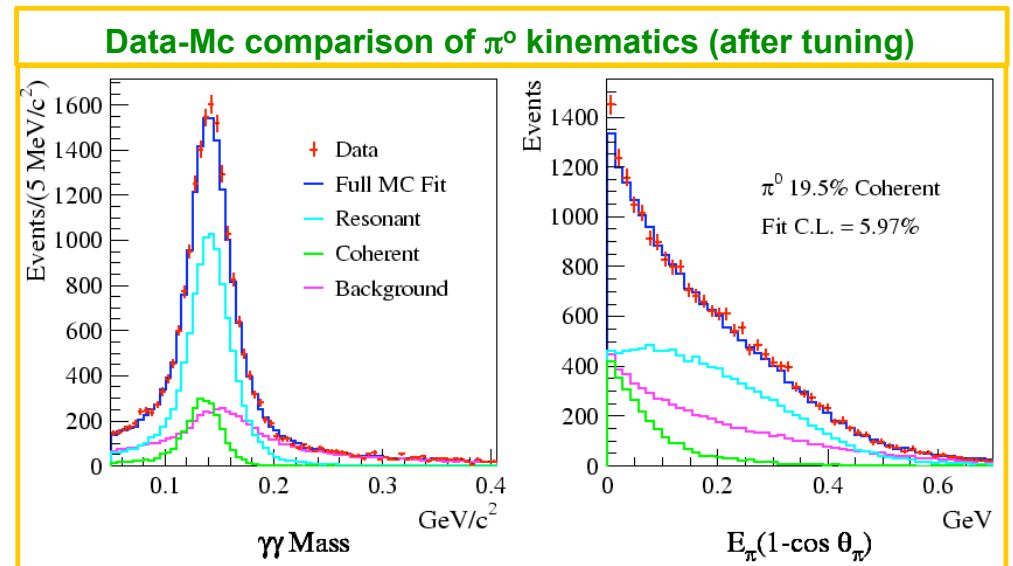 Data-Mc comparison of πº kinematics (after tuning)
Events/(5 MeV/c²)
1600
1400
1200
1000
800
600
400
200
0
Data
Full MC Fit
Resonant
Coherent
Background
0.1
0.2
0.3
0.4
GeV/c²
γγ Mass
Events
1400
1200
1000
800
600
400
200
0
π⁰ 19.5% Coherent
Fit C.L. = 5.97%
0
0.2
0.4
0.6
GeV
E_π(1-cos θ_π)